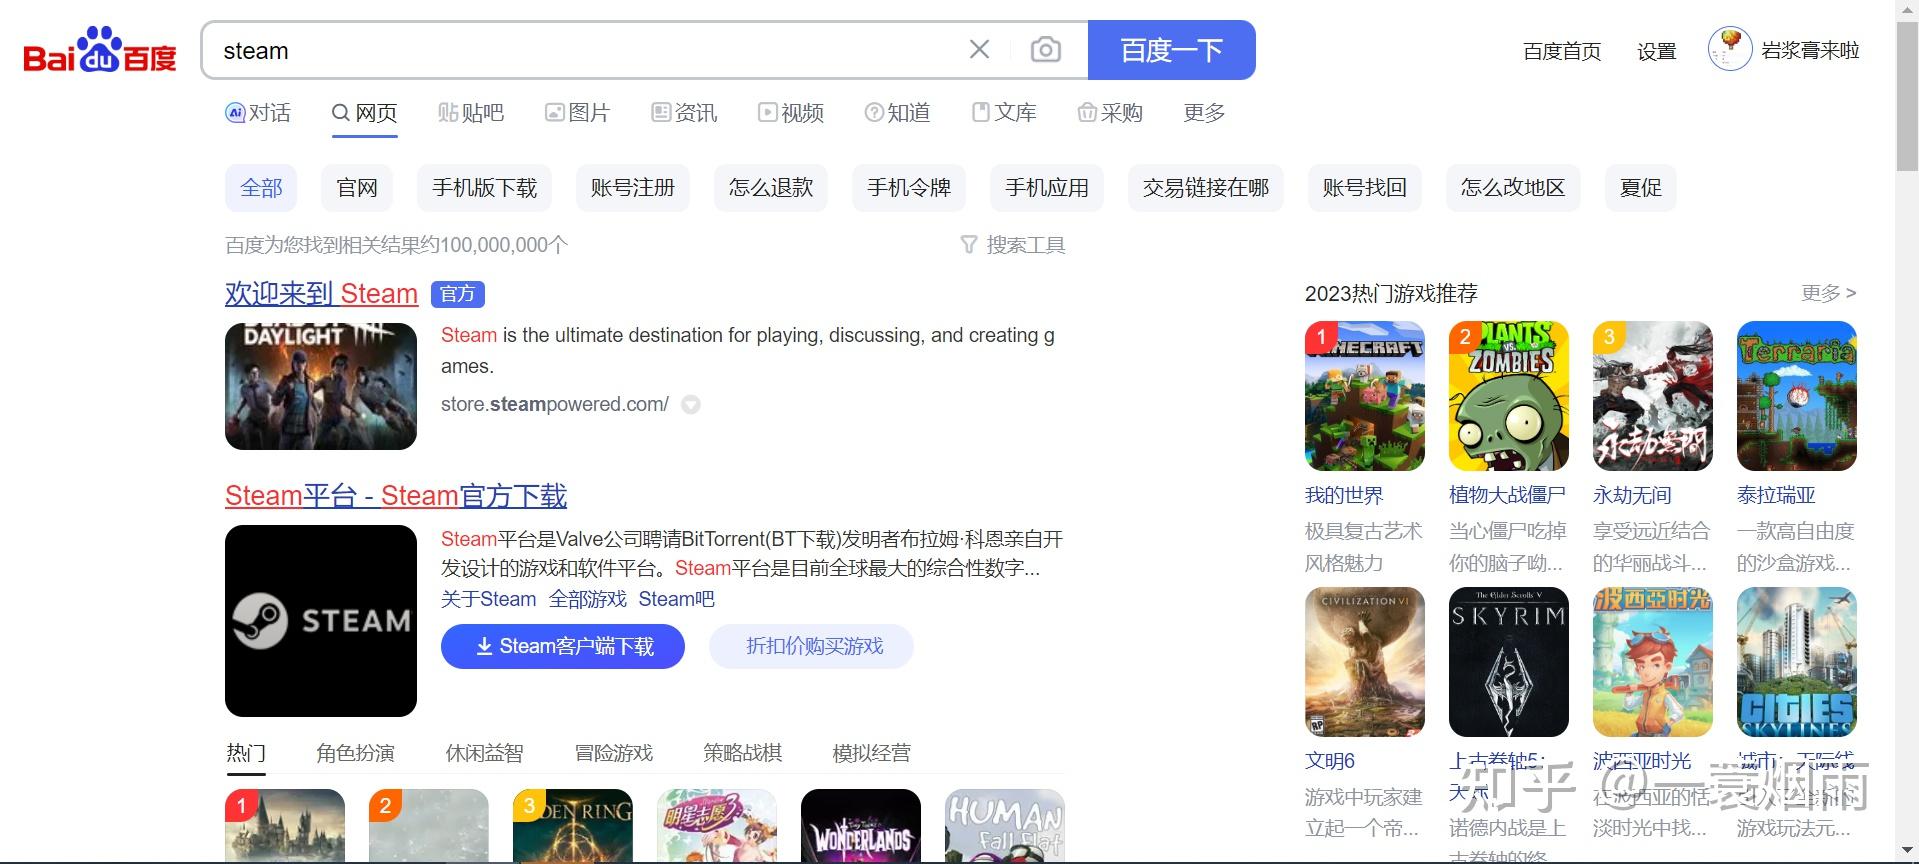 Bai du 百度
steam
百度一下
百度首页 设置 岩浆膏来啦
对话 网页 贴吧 图片 资讯 视频 知道 文库 采购 更多
全部 官网 手机版下载 账号注册 怎么退款 手机令牌 手机应用 交易链接在哪 账号找回 怎么改地区 夏促
百度为您找到相关结果约100,000,000个 搜索工具
欢迎来到 Steam 官方
DAYLIGHT
Steam is the ultimate destination for playing, discussing, and creating g
ames.
store.steampowered.com/
Steam平台 - Steam官方下载
STEAM
Steam平台是Valve公司聘请BitTorrent(BT下载)发明者布拉姆·科恩亲自开
发设计的游戏和软件平台。Steam平台是目前全球最大的综合性数字...
关于Steam 全部游戏 Steam吧
Steam客户端下载 折扣价购买游戏
热门 角色扮演 休闲益智 冒险游戏 策略战棋 模拟经营
1 2 3
ELDEN RING
明星志愿3
WONDERLANDS
HUMAN
Fall Flat
2023热门游戏推荐 更多 >
1 2 3
MINECRAFT
PLANTS
VS.
ZOMBIES
永劫無間
Terraria
我的世界 植物大战僵尸 永劫无间 泰拉瑞亚
极具复古艺术 当心僵尸吃掉 享受远近结合 一款高自由度
风格魅力 你的脑子呦... 的华丽战斗... 的沙盒游戏...
CIVILIZATION VI
The Elder Scrolls V
SKYRIM
波西亞时光
CITIES
SKYLINES
文明6 上古卷轴5: 波西亚时光 城市：天际线
天际
游戏中玩家建 在波西亚的恬
立起一个帝... 诺德内战是上 淡时光中找... 游戏玩法元...
古卷轴的终
知乎 @一蓑烟雨